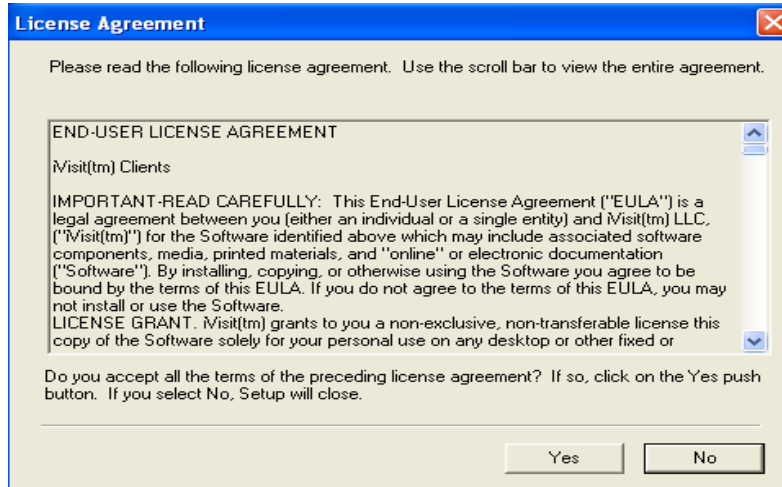 License Agreement
Please read the following license agreement.  Use the scroll bar to view the entire agreement.
END-USER LICENSE AGREEMENT
iVisit(tm) Clients
IMPORTANT-READ CAREFULLY:  This End-User License Agreement ("EULA") is a
legal agreement between you (either an individual or a single entity) and iVisit(tm) LLC,
("iVisit(tm)") for the Software identified above which may include associated software
components, media, printed materials, and "online" or electronic documentation
("Software"). By installing, copying, or otherwise using the Software you agree to be
bound by the terms of this EULA. If you do not agree to the terms of this EULA, you may
not install or use the Software.
LICENSE GRANT. iVisit(tm) grants to you a non-exclusive, non-transferable license this
copy of the Software solely for your personal use on any desktop or other fixed or
Do you accept all the terms of the preceding license agreement?  If so, click on the Yes push
button.  If you select No, Setup will close.
Yes
No